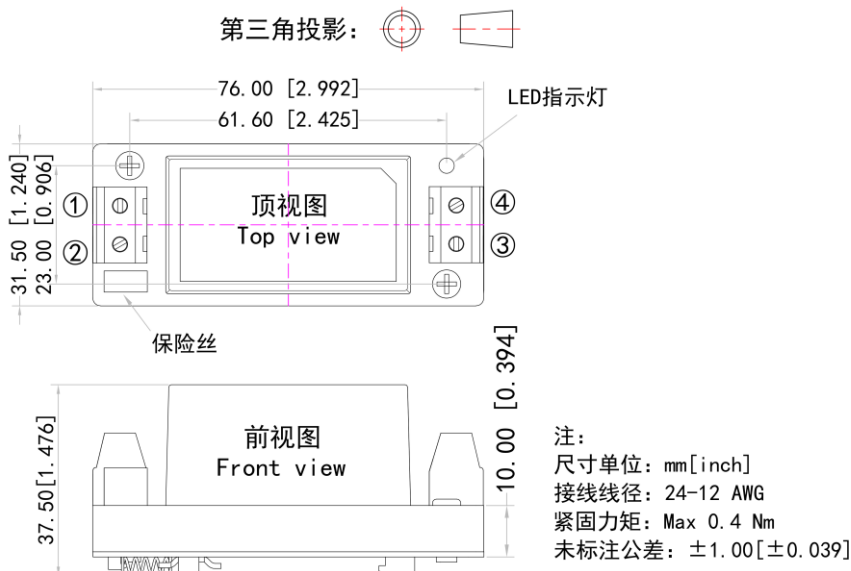 第三角投影：
76.00 [2.992]
61.60 [2.425]
LED指示灯
31.50 [1.240]
23.00 [0.906]
①
②
④
③
顶视图
Top view
保险丝
10.00 [0.394]
37.50[1.476]
前视图
Front view
注：
尺寸单位：mm[inch]
接线线径：24-12 AWG
紧固力矩：Max 0.4 Nm
未标注公差：±1.00[±0.039]